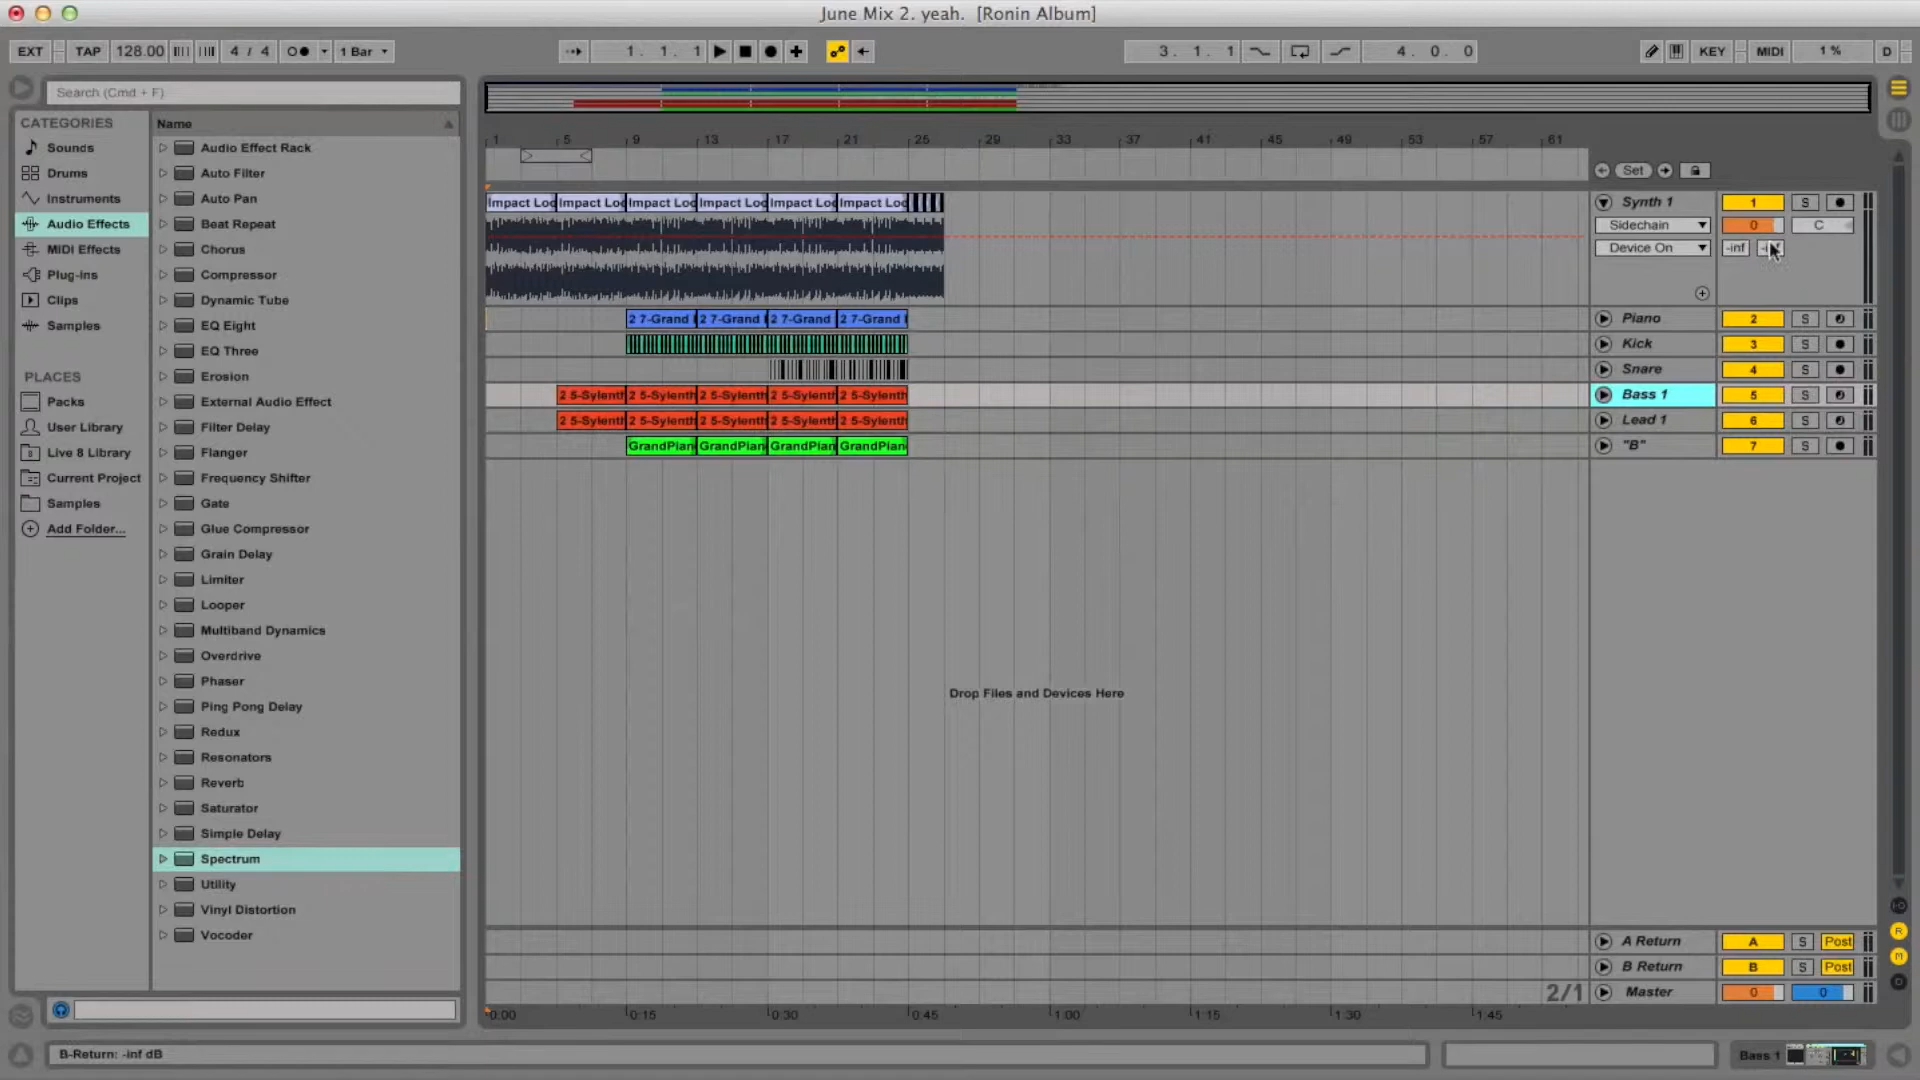 June Mix 2. yeah.  [Ronin Album]
EXT TAP 128.00 4 / 4 1 Bar 1. 1. 1 3. 1. 1 4. 0. 0 KEY MIDI 1 % D
Search (Cmd + F)
CATEGORIES
Sounds
Drums
Instruments
Audio Effects
MIDI Effects
Plug-ins
Clips
Samples
PLACES
Packs
User Library
Live 8 Library
Current Project
Samples
Add Folder...
Name
Audio Effect Rack
Auto Filter
Auto Pan
Beat Repeat
Chorus
Compressor
Dynamic Tube
EQ Eight
EQ Three
Erosion
External Audio Effect
Filter Delay
Flanger
Frequency Shifter
Gate
Glue Compressor
Grain Delay
Limiter
Looper
Multiband Dynamics
Overdrive
Phaser
Ping Pong Delay
Redux
Resonators
Reverb
Saturator
Simple Delay
Spectrum
Utility
Vinyl Distortion
Vocoder
1 5 9 13 17 21 25 29 33 37 41 45 49 53 57 61
Set
Impact Loo Impact Loo Impact Loo Impact Loo Impact Loo Impact Loo
Synth 1 1 S
Sidechain 0 C
Device On -inf
2 7-Grand 2 7-Grand 2 7-Grand 2 7-Grand
Piano 2 S
Kick 3 S
Snare 4 S
2 5-Sylenth 2 5-Sylenth 2 5-Sylenth 2 5-Sylenth 2 5-Sylenth
Bass 1 5 S
2 5-Sylenth 2 5-Sylenth 2 5-Sylenth 2 5-Sylenth 2 5-Sylenth
Lead 1 6 S
GrandPian GrandPian GrandPian GrandPian
"B" 7 S
Drop Files and Devices Here
A Return A S Post
B Return B S Post
2/1 Master 0 0
0:00 0:15 0:30 0:45 1:00 1:15 1:30 1:45
R
M
B-Return: -inf dB
Bass 1